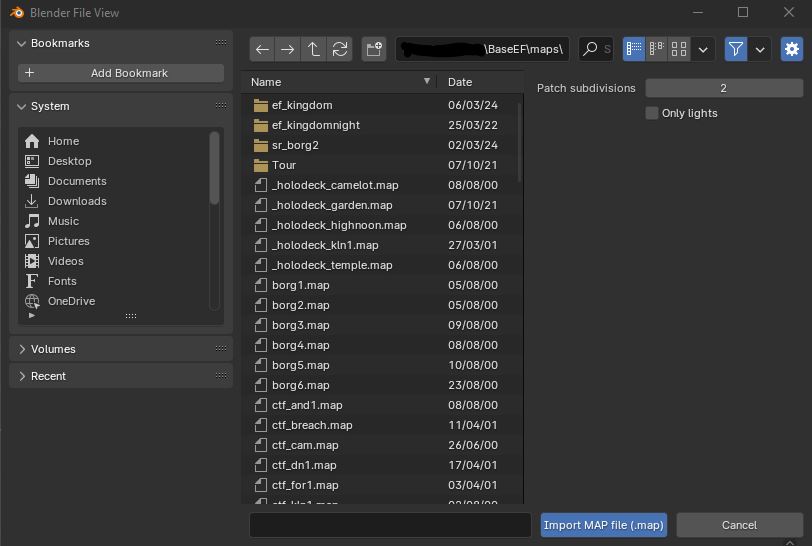 Blender File View
Bookmarks
Add Bookmark
System
Home
Desktop
Documents
Downloads
Music
Pictures
Videos
Fonts
OneDrive
Volumes
Recent
\BaseEF\maps\
S
Name Date
ef_kingdom 06/03/24
ef_kingdomnight 25/03/22
sr_borg2 02/03/24
Tour 07/10/21
_holodeck_camelot.map 08/08/00
_holodeck_garden.map 07/10/21
_holodeck_highnoon.map 06/08/00
_holodeck_kln1.map 27/03/01
_holodeck_temple.map 06/08/00
borg1.map 05/08/00
borg2.map 05/08/00
borg3.map 09/08/00
borg4.map 08/08/00
borg5.map 10/08/00
borg6.map 23/08/00
ctf_and1.map 08/08/00
ctf_breach.map 11/04/01
ctf_cam.map 26/06/00
ctf_dn1.map 17/04/01
ctf_for1.map 03/04/01
Patch subdivisions 2
Only lights
Import MAP file (.map) Cancel